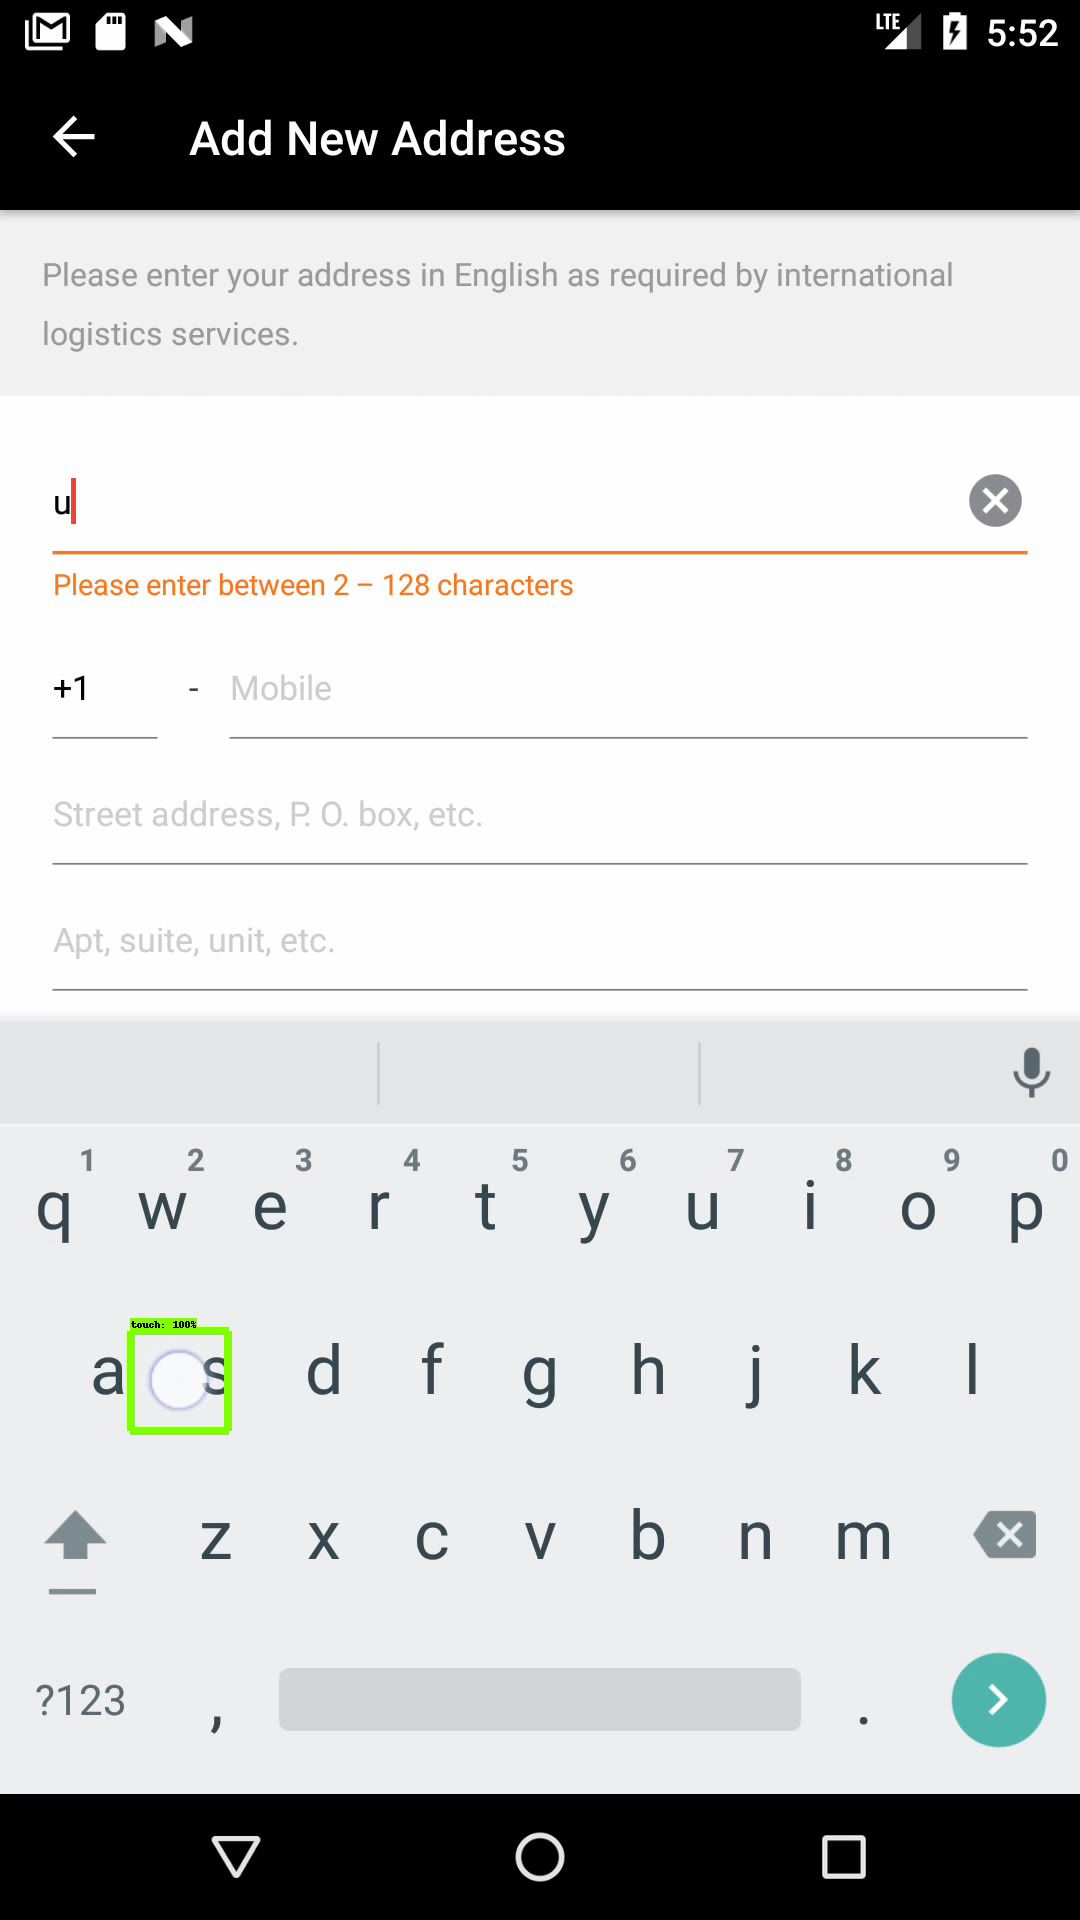 LTE 5:52
Add New Address
Please enter your address in English as required by international
logistics services.
u
Please enter between 2 – 128 characters
+1 - Mobile
Street address, P. O. box, etc.
Apt, suite, unit, etc.
1 2 3 4 5 6 7 8 9 0
q w e r t y u i o p
touch: 100%
a s d f g h j k l
z x c v b n m
?123 , .